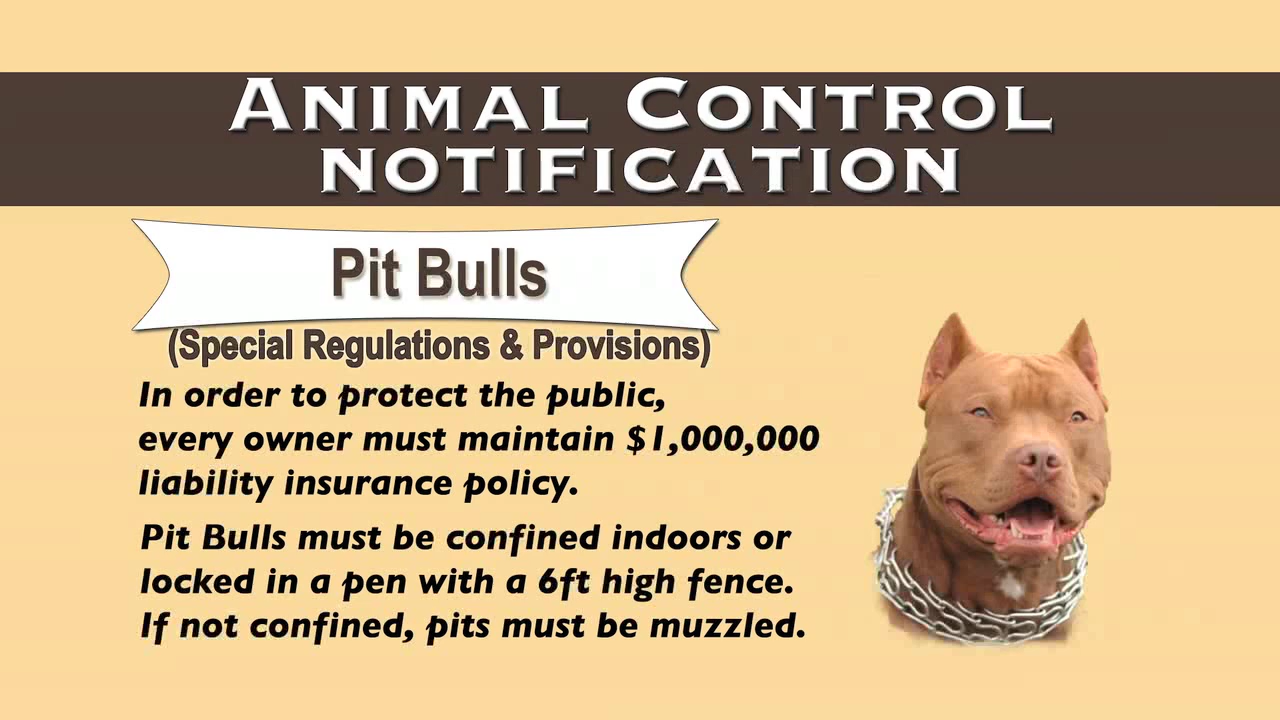 ANIMAL CONTROL
NOTIFICATION
Pit Bulls
(Special Regulations & Provisions)
In order to protect the public,
every owner must maintain $1,000,000
liability insurance policy.
Pit Bulls must be confined indoors or
locked in a pen with a 6ft high fence.
If not confined, pits must be muzzled.